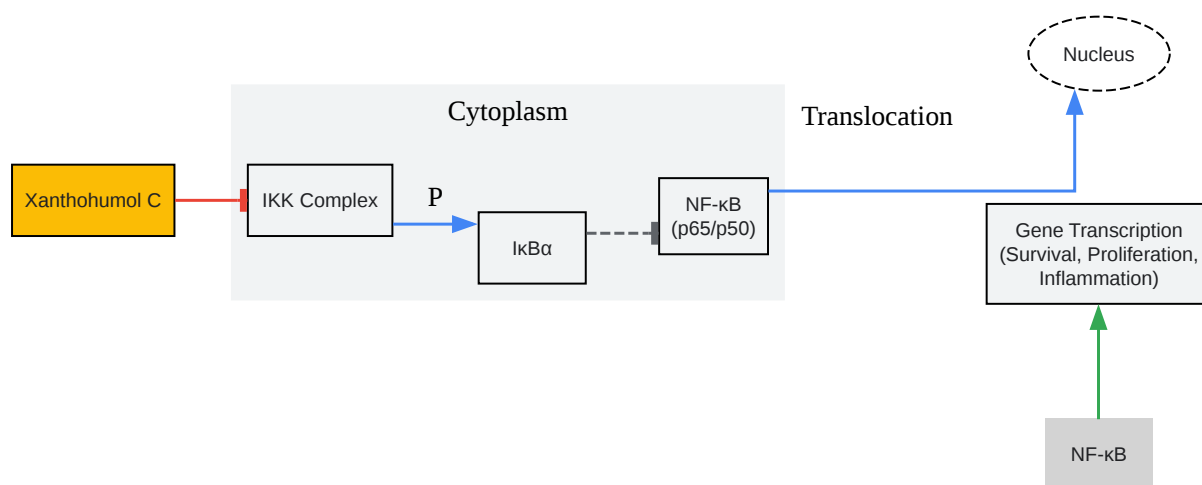 Nucleus
Cytoplasm
Translocation
Xanthohumol C
IKK Complex
P
IκBα
NF-κB
(p65/p50)
Gene Transcription
(Survival, Proliferation,
Inflammation)
NF-κB